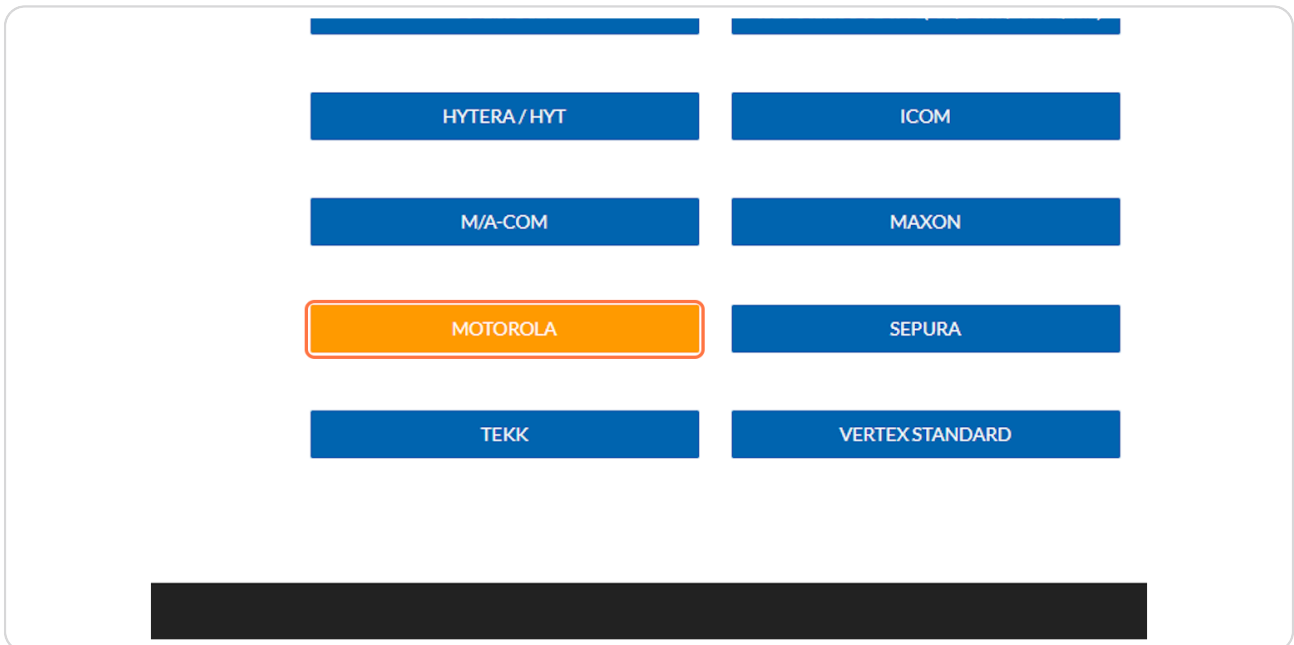 HYTERA / HYT
ICOM
M/A-COM
MAXON
MOTOROLA
SEPURA
TEKK
VERTEX STANDARD